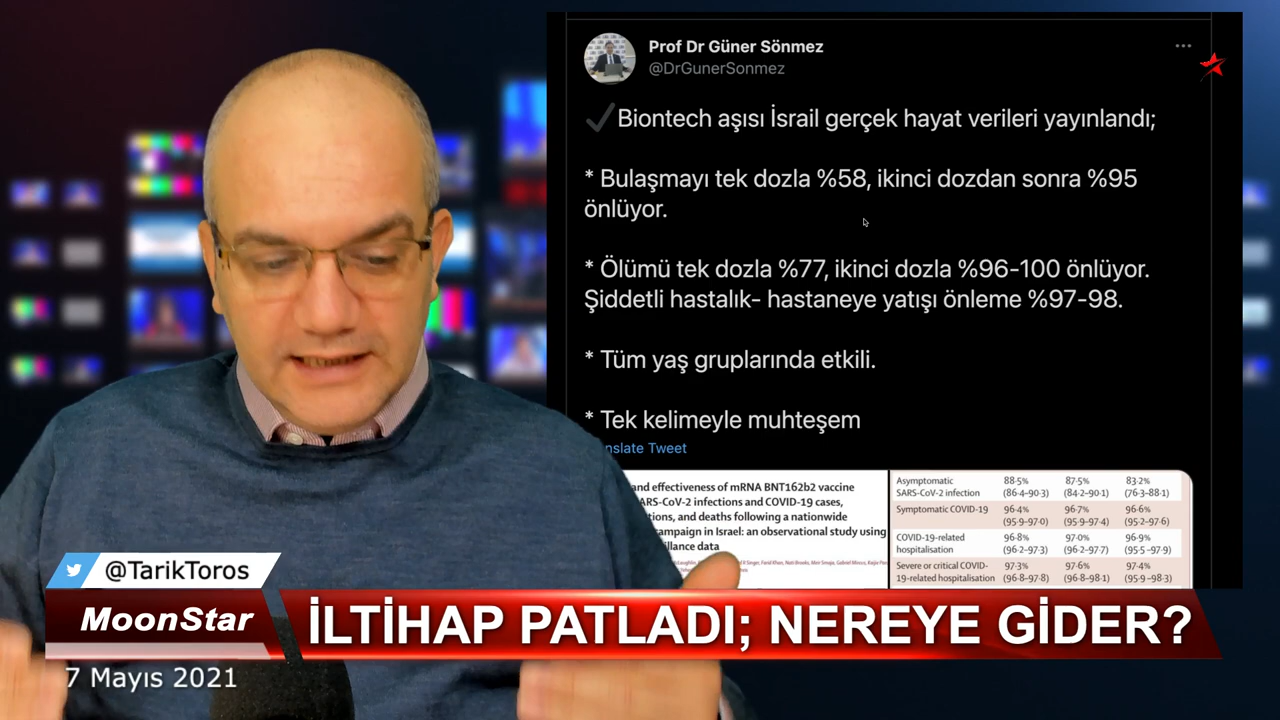 Prof Dr Güner Sönmez
@DrGunerSonmez
Biontech aşısı İsrail gerçek hayat verileri yayınlandı;
* Bulaşmayı tek dozla %58, ikinci dozdan sonra %95
önlüyor.
* Ölümü tek dozla %77, ikinci dozla %96-100 önlüyor.
Şiddetli hastalık- hastaneye yatışı önleme %97-98.
* Tüm yaş gruplarında etkili.
* Tek kelimeyle muhteşem
Tweet
and effectiveness of mRNA BNT162b2 vaccine
infections and COVID-19 cases,
and deaths following a nationwide
in Israel: an observational study using
data
Asymptomatic 88·5% 87·5% 83·2%
SARS-CoV-2 infection (86·4–90·3) (84·2–90·1) (76·3–88·1)
Symptomatic COVID-19 96·4% 96·7% 96·6%
(95·9–97·0) (95·9–97·4) (95·2–97·6)
COVID-19-related 96·8% 97·0% 96·9%
hospitalisation (96·2–97·3) (96·2–97·7) (95·5–97·9)
Severe or critical COVID- 97·3% 97·6% 97·4%
19-related hospitalisation (96·8–97·8) (96·8–98·1) (95·9–98·3)
@TarikToros
MoonStar
İLTİHAP PATLADI; NEREYE GİDER?
7 Mayıs 2021